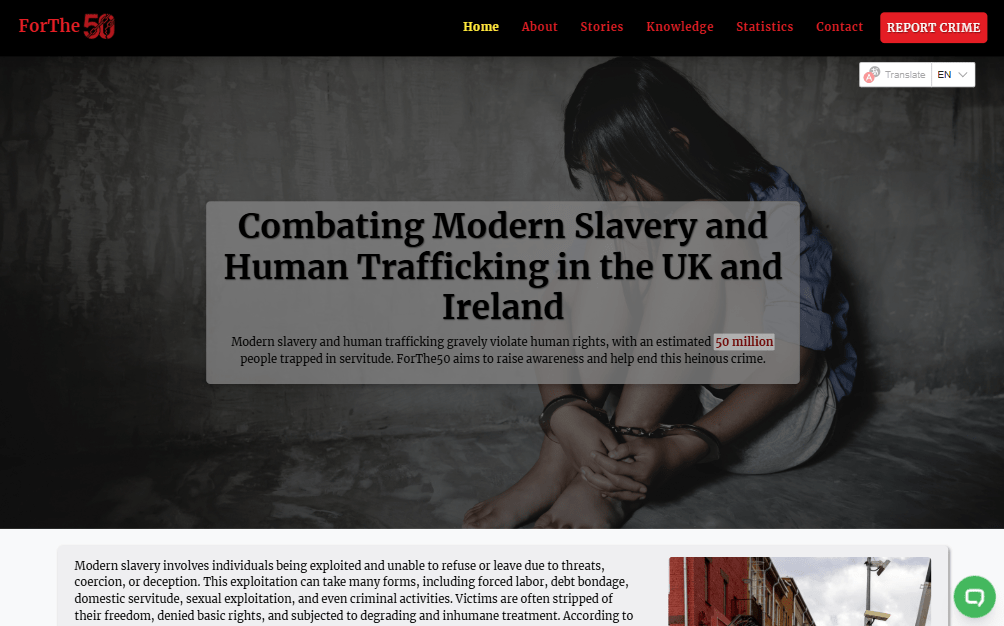 ForThe 50
Home About Stories Knowledge Statistics Contact REPORT CRIME
Translate EN
Combating Modern Slavery and
Human Trafficking in the UK and
Ireland
Modern slavery and human trafficking gravely violate human rights, with an estimated 50 million
people trapped in servitude. ForThe50 aims to raise awareness and help end this heinous crime.
Modern slavery involves individuals being exploited and unable to refuse or leave due to threats,
coercion, or deception. This exploitation can take many forms, including forced labor, debt bondage,
domestic servitude, sexual exploitation, and even criminal activities. Victims are often stripped of
their freedom, denied basic rights, and subjected to degrading and inhumane treatment. According to